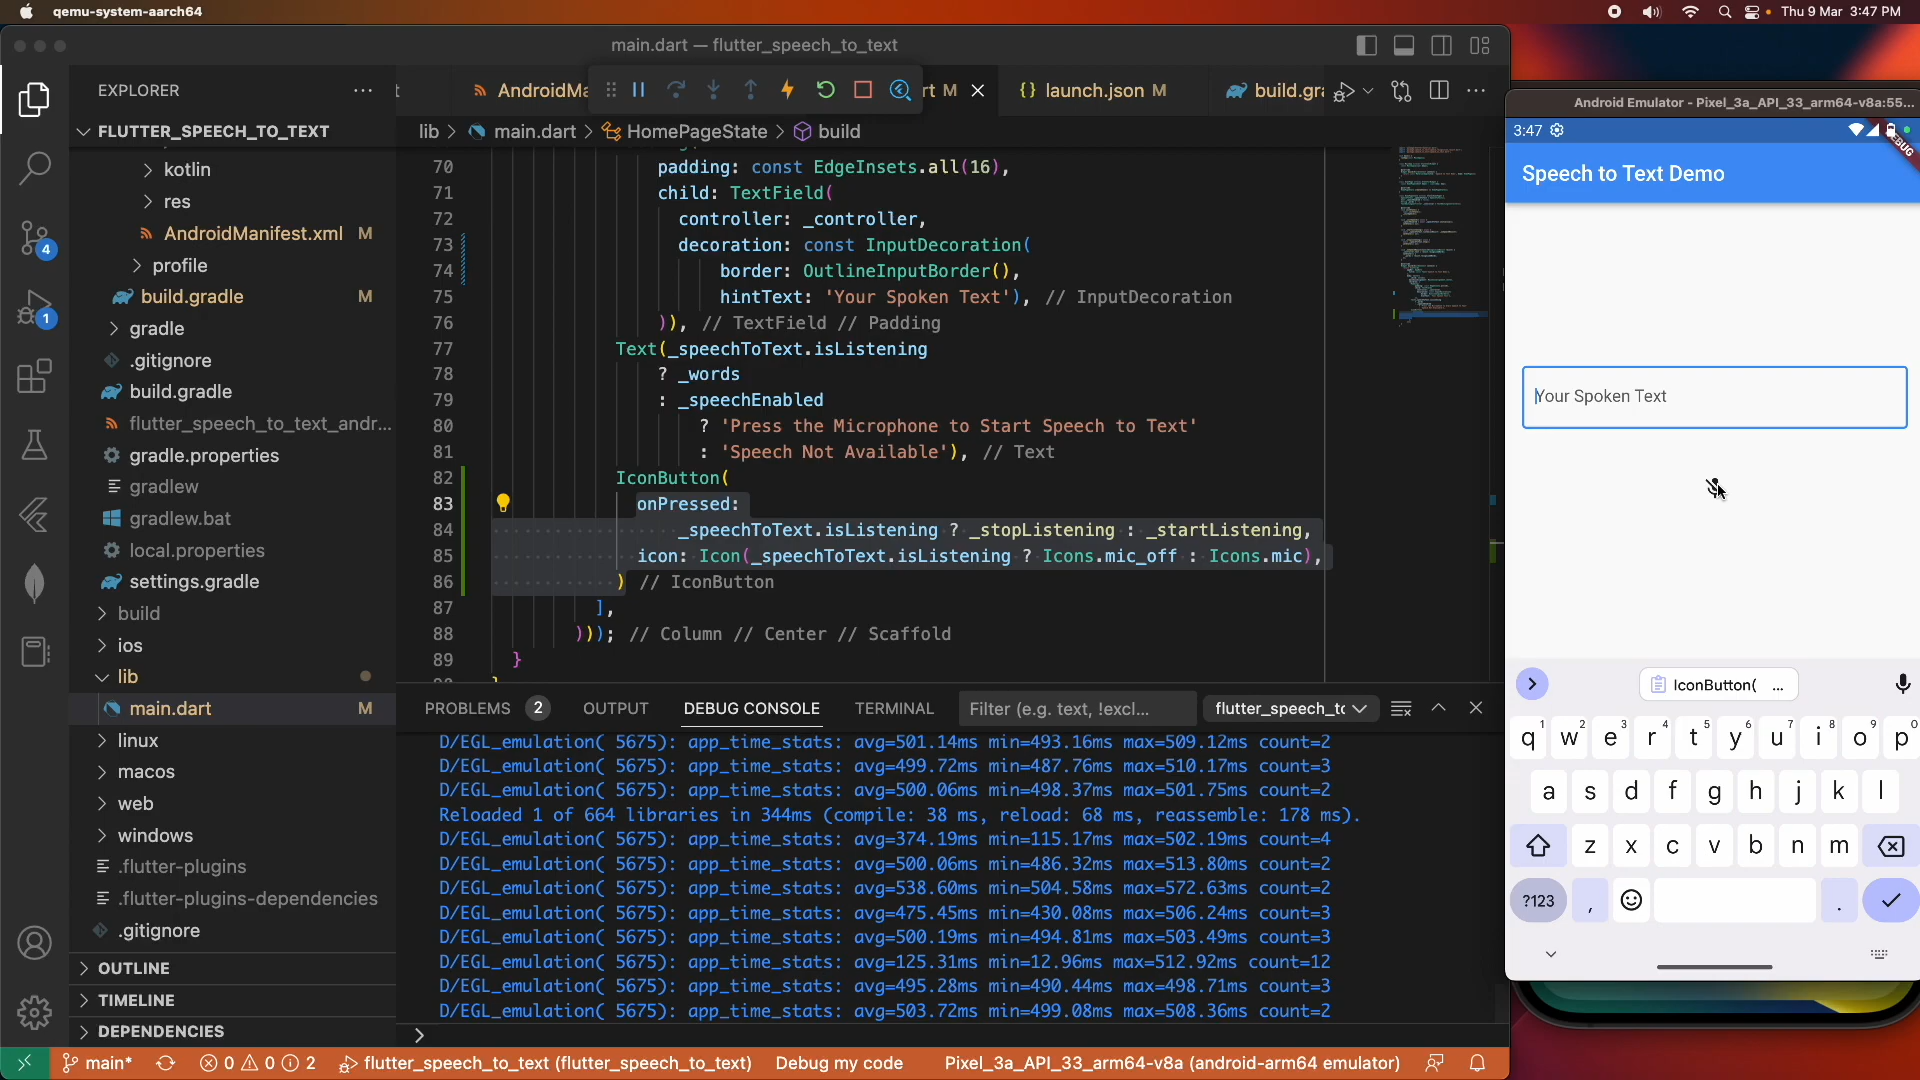 qemu-system-aarch64
Thu 9 Mar 3:47 PM
main.dart — flutter_speech_to_text
EXPLORER
FLUTTER_SPEECH_TO_TEXT
kotlin
res
AndroidManifest.xml M
profile
build.gradle M
gradle
.gitignore
build.gradle
flutter_speech_to_text_andr...
gradle.properties
gradlew
gradlew.bat
local.properties
settings.gradle
build
ios
lib
main.dart M
linux
macos
web
windows
.flutter-plugins
.flutter-plugins-dependencies
.gitignore
OUTLINE
TIMELINE
DEPENDENCIES
4
1
t AndroidMa rt M {} launch.json M build.gra
lib > main.dart > HomePageState > build
70 padding: const EdgeInsets.all(16),
71 child: TextField(
72 controller: _controller,
73 decoration: const InputDecoration(
74 border: OutlineInputBorder(),
75 hintText: 'Your Spoken Text'), // InputDecoration
76 )), // TextField // Padding
77 Text(_speechToText.isListening
78 ? _words
79 : _speechEnabled
80 ? 'Press the Microphone to Start Speech to Text'
81 : 'Speech Not Available'), // Text
82 IconButton(
83 onPressed:
84 _speechToText.isListening ? _stopListening : _startListening,
85 icon: Icon(_speechToText.isListening ? Icons.mic_off : Icons.mic),
86 ) // IconButton
87 ],
88 ))); // Column // Center // Scaffold
89 }
PROBLEMS 2 OUTPUT DEBUG CONSOLE TERMINAL Filter (e.g. text, !excl... flutter_speech_tc
D/EGL_emulation( 5675): app_time_stats: avg=501.14ms min=493.16ms max=509.12ms count=2
D/EGL_emulation( 5675): app_time_stats: avg=499.72ms min=487.76ms max=510.17ms count=3
D/EGL_emulation( 5675): app_time_stats: avg=500.06ms min=498.37ms max=501.75ms count=2
Reloaded 1 of 664 libraries in 344ms (compile: 38 ms, reload: 68 ms, reassemble: 178 ms).
D/EGL_emulation( 5675): app_time_stats: avg=374.19ms min=115.17ms max=502.19ms count=4
D/EGL_emulation( 5675): app_time_stats: avg=500.06ms min=486.32ms max=513.80ms count=2
D/EGL_emulation( 5675): app_time_stats: avg=538.60ms min=504.58ms max=572.63ms count=2
D/EGL_emulation( 5675): app_time_stats: avg=475.45ms min=430.08ms max=506.24ms count=3
D/EGL_emulation( 5675): app_time_stats: avg=500.19ms min=494.81ms max=503.49ms count=3
D/EGL_emulation( 5675): app_time_stats: avg=125.31ms min=12.96ms max=512.92ms count=12
D/EGL_emulation( 5675): app_time_stats: avg=495.28ms min=490.44ms max=498.71ms count=3
D/EGL_emulation( 5675): app_time_stats: avg=503.72ms min=499.08ms max=508.36ms count=2
main* 0 0 2 flutter_speech_to_text (flutter_speech_to_text) Debug my code Pixel_3a_API_33_arm64-v8a (android-arm64 emulator)
Android Emulator - Pixel_3a_API_33_arm64-v8a:55...
3:47
DEBUG
Speech to Text Demo
Your Spoken Text
IconButton( ...
q 1 w 2 e 3 r 4 t 5 y 6 u 7 i 8 o 9 p 0
a s d f g h j k l
z x c v b n m
?123 , .